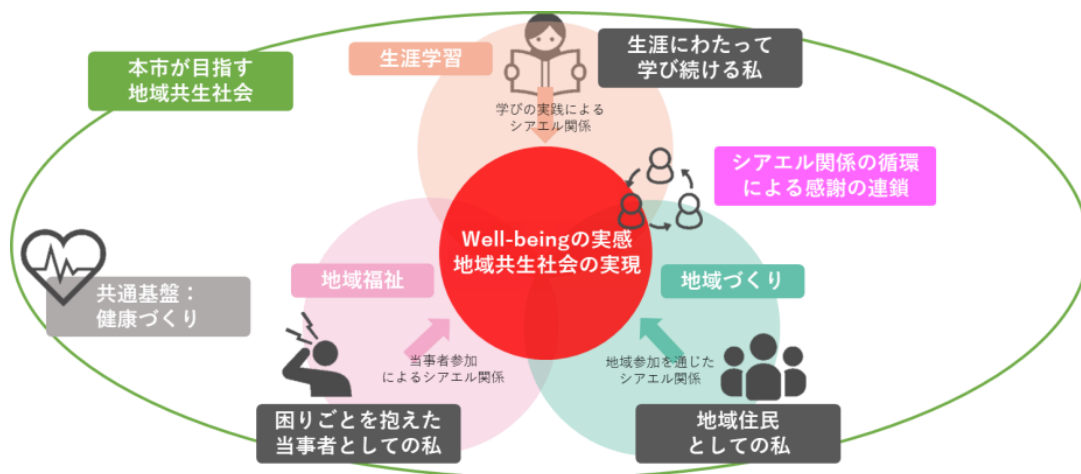 本市が目指す
地域共生社会
生涯学習
生涯にわたって
学び続ける私
学びの実践による
シアエル関係
シアエル関係の循環
による感謝の連鎖
Well-beingの実感
地域共生社会の実現
地域福祉
地域づくり
共通基盤：
健康づくり
当事者参加
によるシアエル関係
地域参加を通じた
シアエル関係
困りごとを抱えた
当事者としての私
地域住民
としての私